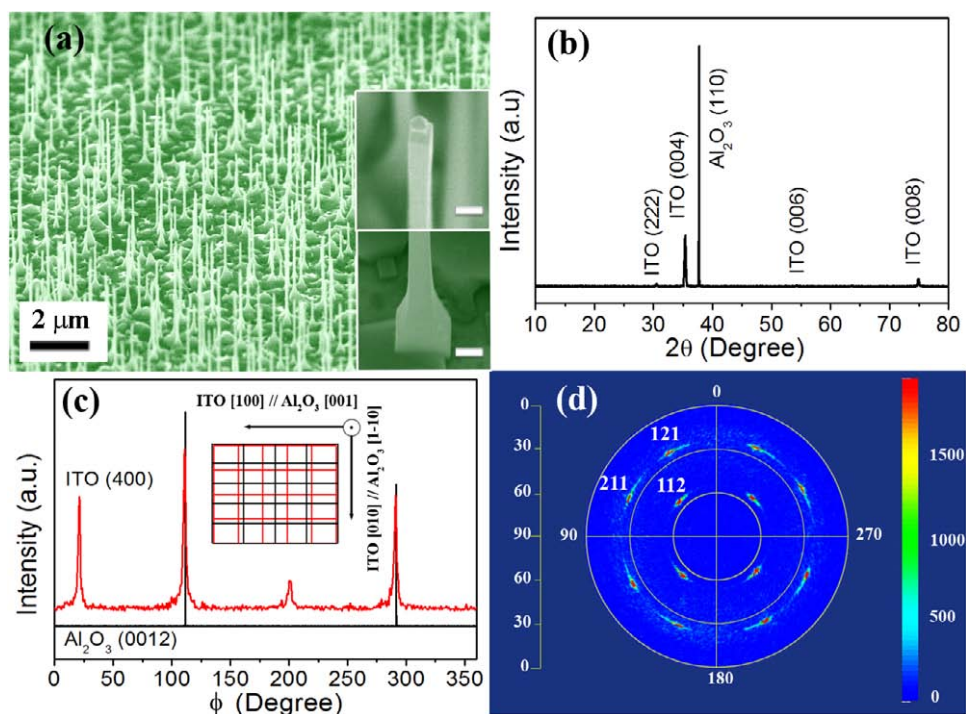 (a)
2 μm
(b)
Intensity (a.u)
ITO (222)
ITO (004)
Al₂O₃ (110)
ITO (006)
ITO (008)
10 20 30 40 50 60 70 80
2θ (Degree)
(c)
ITO [100] // Al₂O₃ [001]
ITO [010] // Al₂O₃ [1-10]
ITO (400)
Intensity (a.u.)
Al₂O₃ (0012)
0 50 100 150 200 250 300 350
ϕ (Degree)
(d)
0
0
30
60
90
60
30
0
121
211
112
90
270
180
1500
1000
500
0